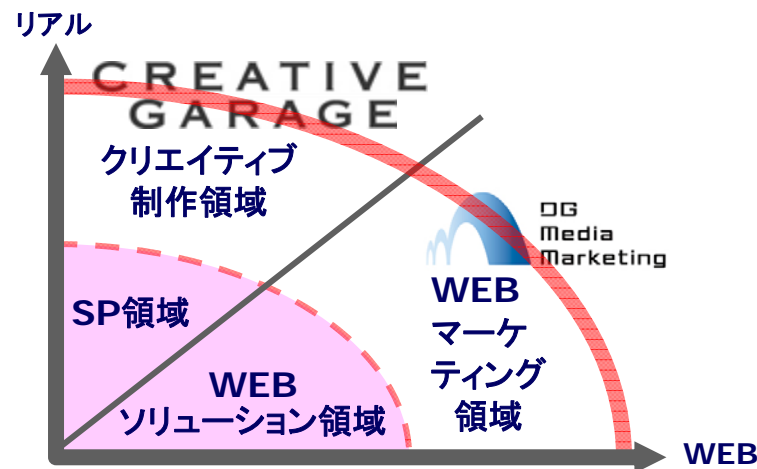 リアル
CREATIVE
GARAGE
クリエイティブ
制作領域
DG
Media
Marketing
WEB
マーケ
ティング
領域
SP領域
WEB
ソリューション領域
WEB